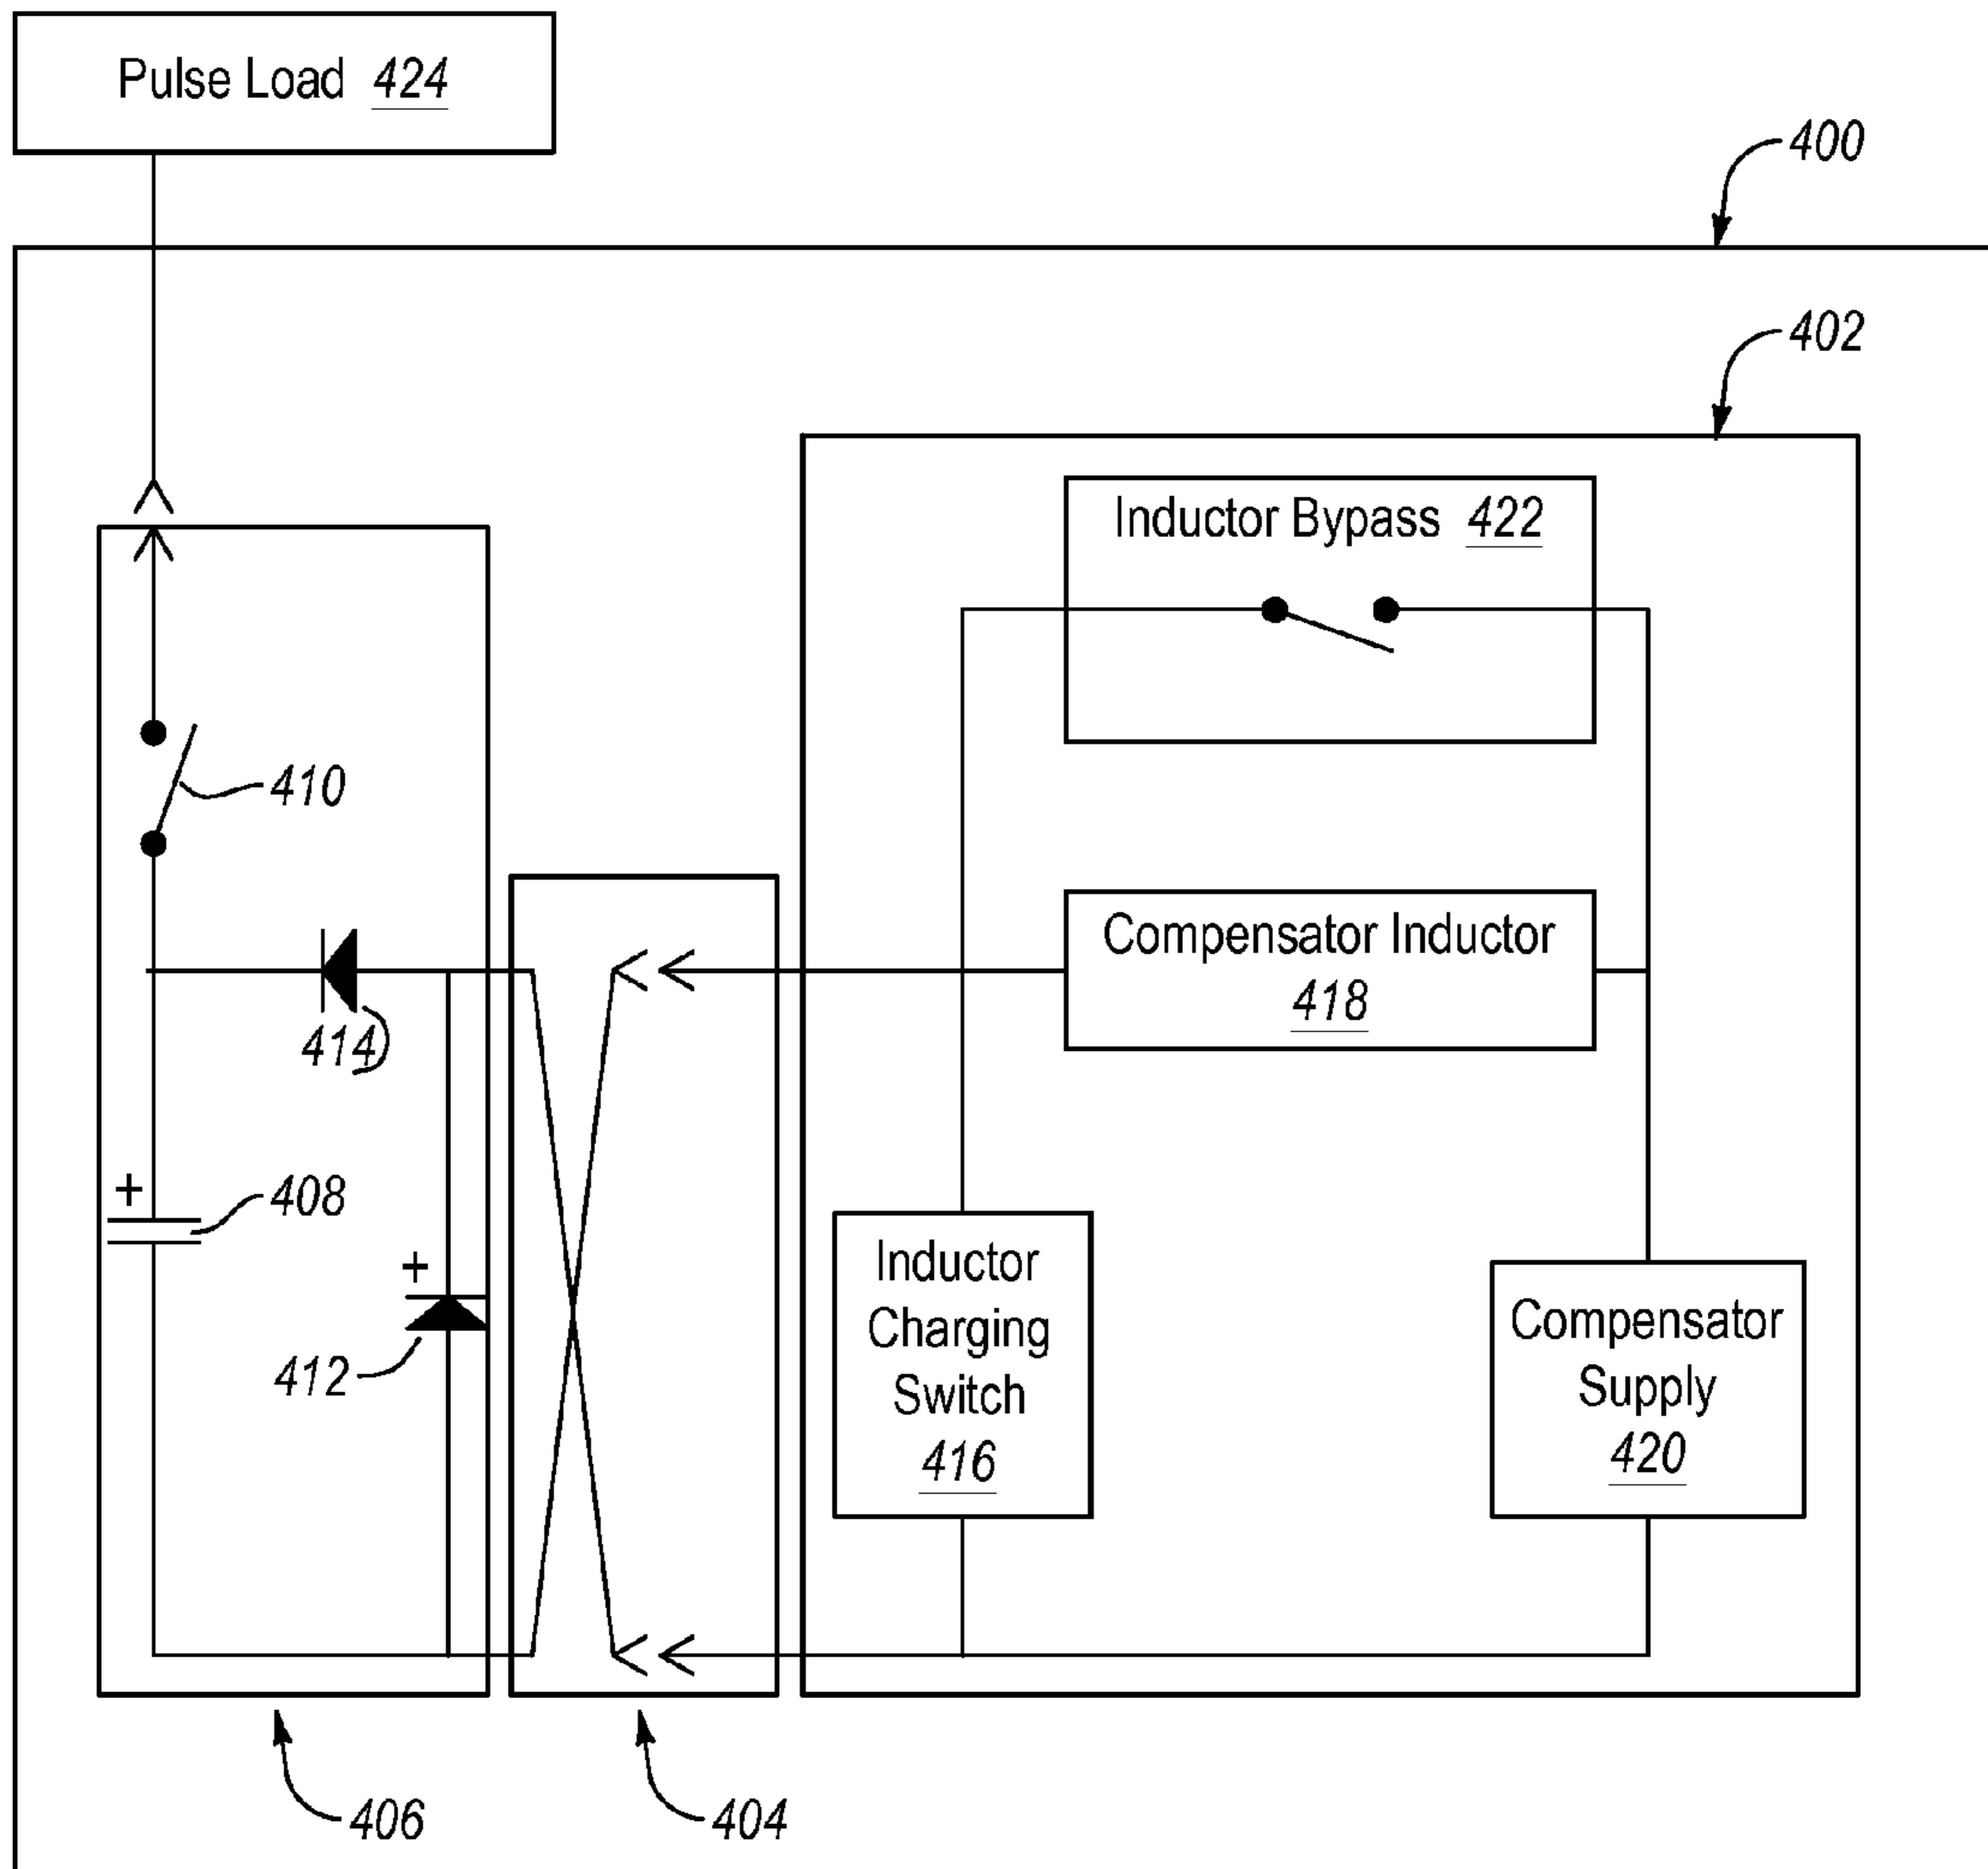 Pulse Load 424
400
402
Inductor Bypass 422
410
Compensator Inductor
418
414
+
408
+
412
Inductor
Charging
Switch
416
Compensator
Supply
420
406
404